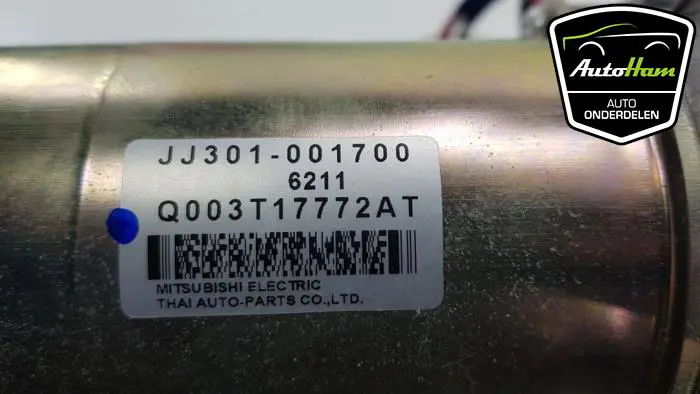 AutoHam
AUTO
ONDERDELEN
JJ301-001700
6211
Q003T17772AT
MITSUBISHI ELECTRIC
THAI AUTO-PARTS CO.,LTD.